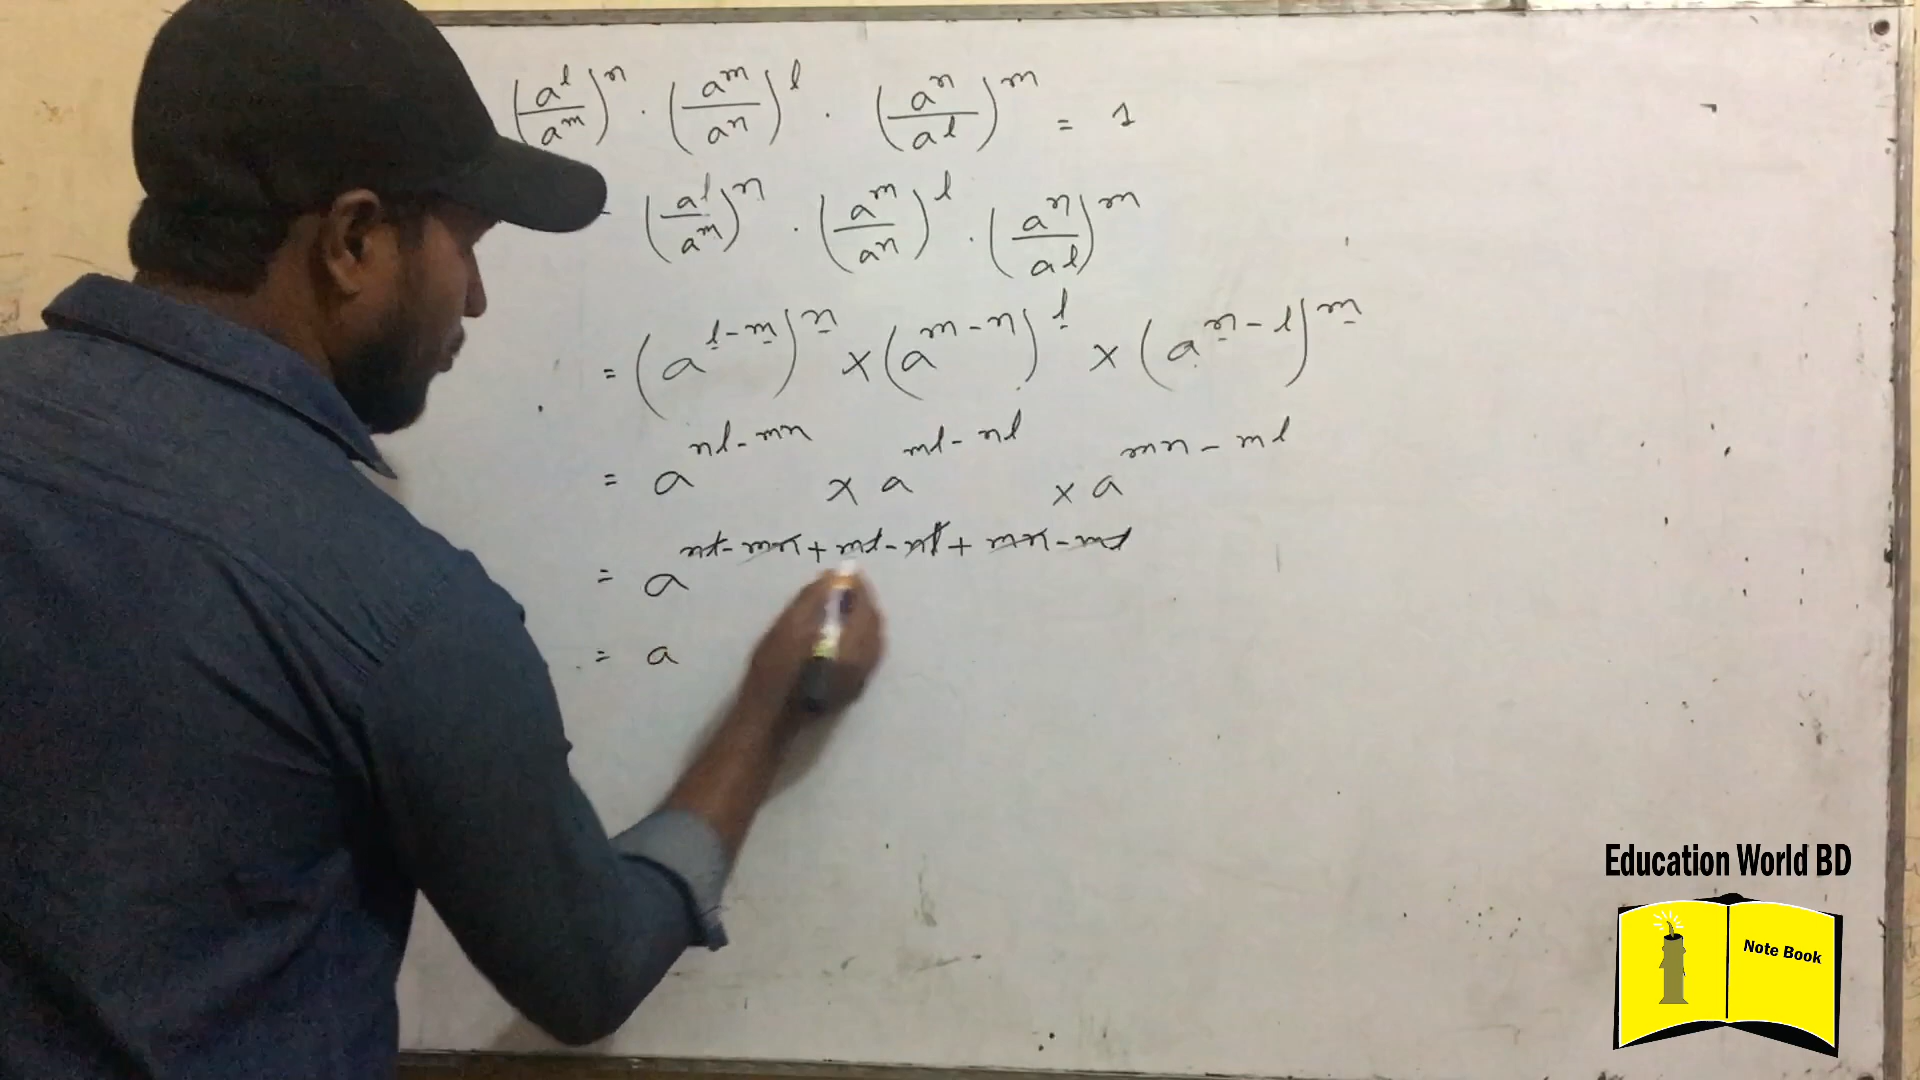 (a^l/a^m)^n · (a^m/a^n)^l · (a^n/a^l)^m = 1
(a^l/a^m)^n · (a^m/a^n)^l · (a^n/a^l)^m
= (a^{l-m})^n × (a^{m-n})^l × (a^{n-l})^m
= a^{nl-mn} × a^{ml-nl} × a^{mn-ml}
= a^{nl-mn+ml-nl+mn-ml}
= a
Education World BD
Note Book